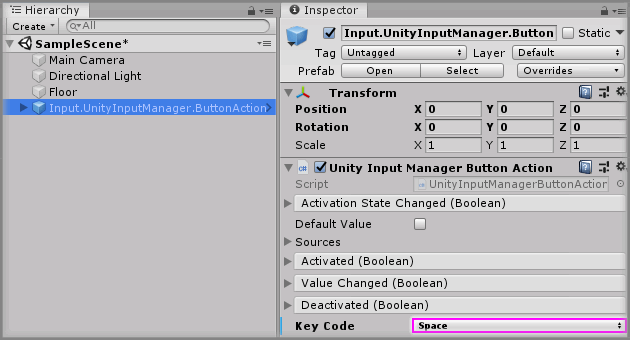 Hierarchy
Create
All
SampleScene*
Main Camera
Directional Light
Floor
Input.UnityInputManager.ButtonAction
Inspector
Input.UnityInputManager.Button
Static
Tag Untagged Layer Default
Prefab Open Select Overrides
Transform
Position X 0 Y 0 Z 0
Rotation X 0 Y 0 Z 0
Scale X 1 Y 1 Z 1
Unity Input Manager Button Action
Script UnityInputManagerButtonAction
Activation State Changed (Boolean)
Default Value
Sources
Activated (Boolean)
Value Changed (Boolean)
Deactivated (Boolean)
Key Code Space